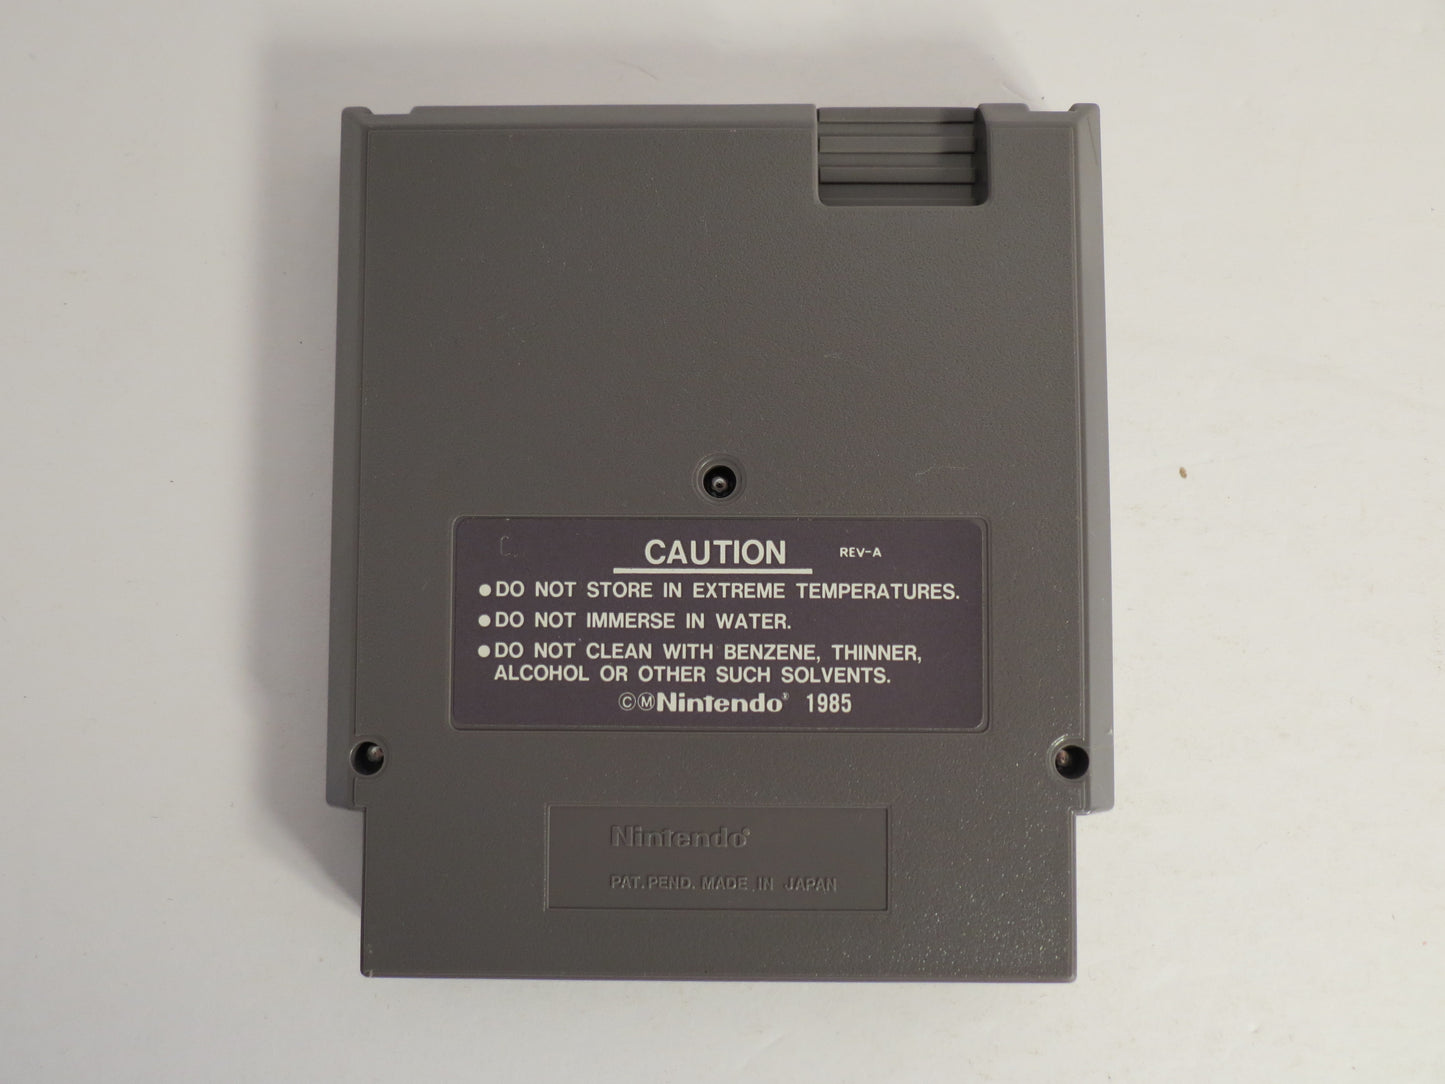 CAUTION REV-A
●DO NOT STORE IN EXTREME TEMPERATURES.
●DO NOT IMMERSE IN WATER.
●DO NOT CLEAN WITH BENZENE, THINNER,
ALCOHOL OR OTHER SUCH SOLVENTS.
©ⓂNintendo® 1985
Nintendo®
PAT. PEND. MADE IN JAPAN